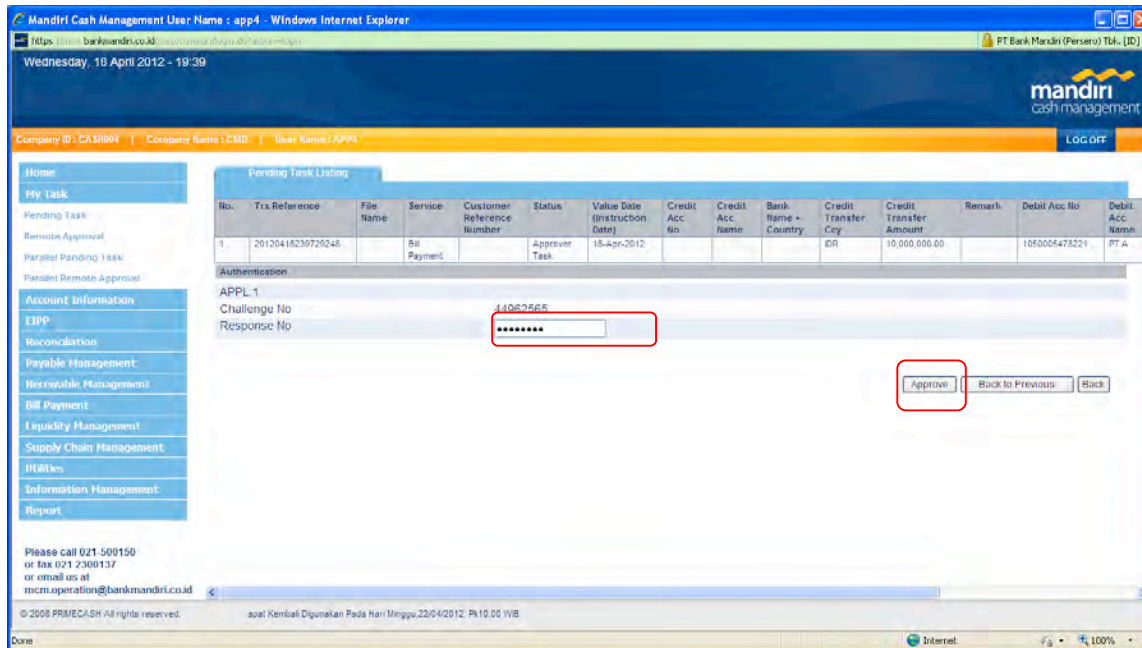 Mandiri Cash Management User Name : app4 - Windows Internet Explorer
https bankmandiri.co.id
PT Bank Mandiri (Persero) Tbk. [ID]
Wednesday, 18 April 2012 - 19:39
mandiri
cash management
Company ID : CASH004 | Company Name : CMD | User Name : APP4
LOG OFF
Home
My Task
Pending Task
Remote Approval
Parallel Pending Task
Parallel Remote Approval
Account Information
EIPP
Reconciliation
Payable Management
Receivable Management
Bill Payment
Liquidity Management
Supply Chain Management
Utilities
Information Management
Report
Please call 021-500150
or fax 021 2300137
or email us at
mcm.operation@bankmandiri.co.id
Pending Task Listing
No. Trx Reference File Name Service Customer Reference Number Status Value Date (Instruction Date) Credit Acc No Credit Acc Name Bank Name - Country Credit Transfer Ccy Credit Transfer Amount Remark Debit Acc No Debit Acc Name
1 20120418239729248 Bill Payment Approver Task 18-Apr-2012 IDR 10,000,000.00 1050005478221 PT A
Authentication
APPL 1
Challenge No 44962565
Response No ••••••••
Approve Back to Previous Back
© 2008 PRIMECASH All rights reserved. apat Kembali Digunakan Pada Hari Minggu,22/04/2012 Pk10.00 WIB
Done Internet 100%